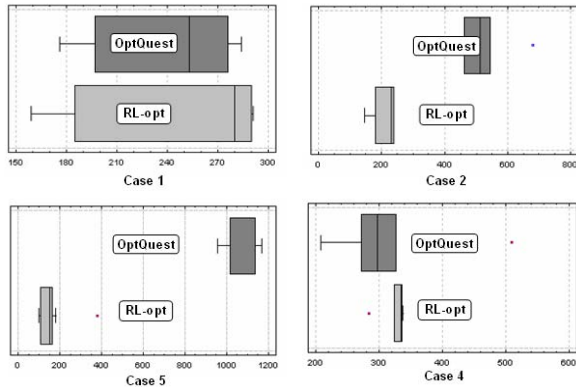 OptQuest
RL-opt
150 180 210 240 270 300
Case 1
OptQuest
RL-opt
0 200 400 600 800
Case 2
OptQuest
RL-opt
0 200 400 600 800 1000 1200
Case 5
OptQuest
RL-opt
200 300 400 500 600
Case 4